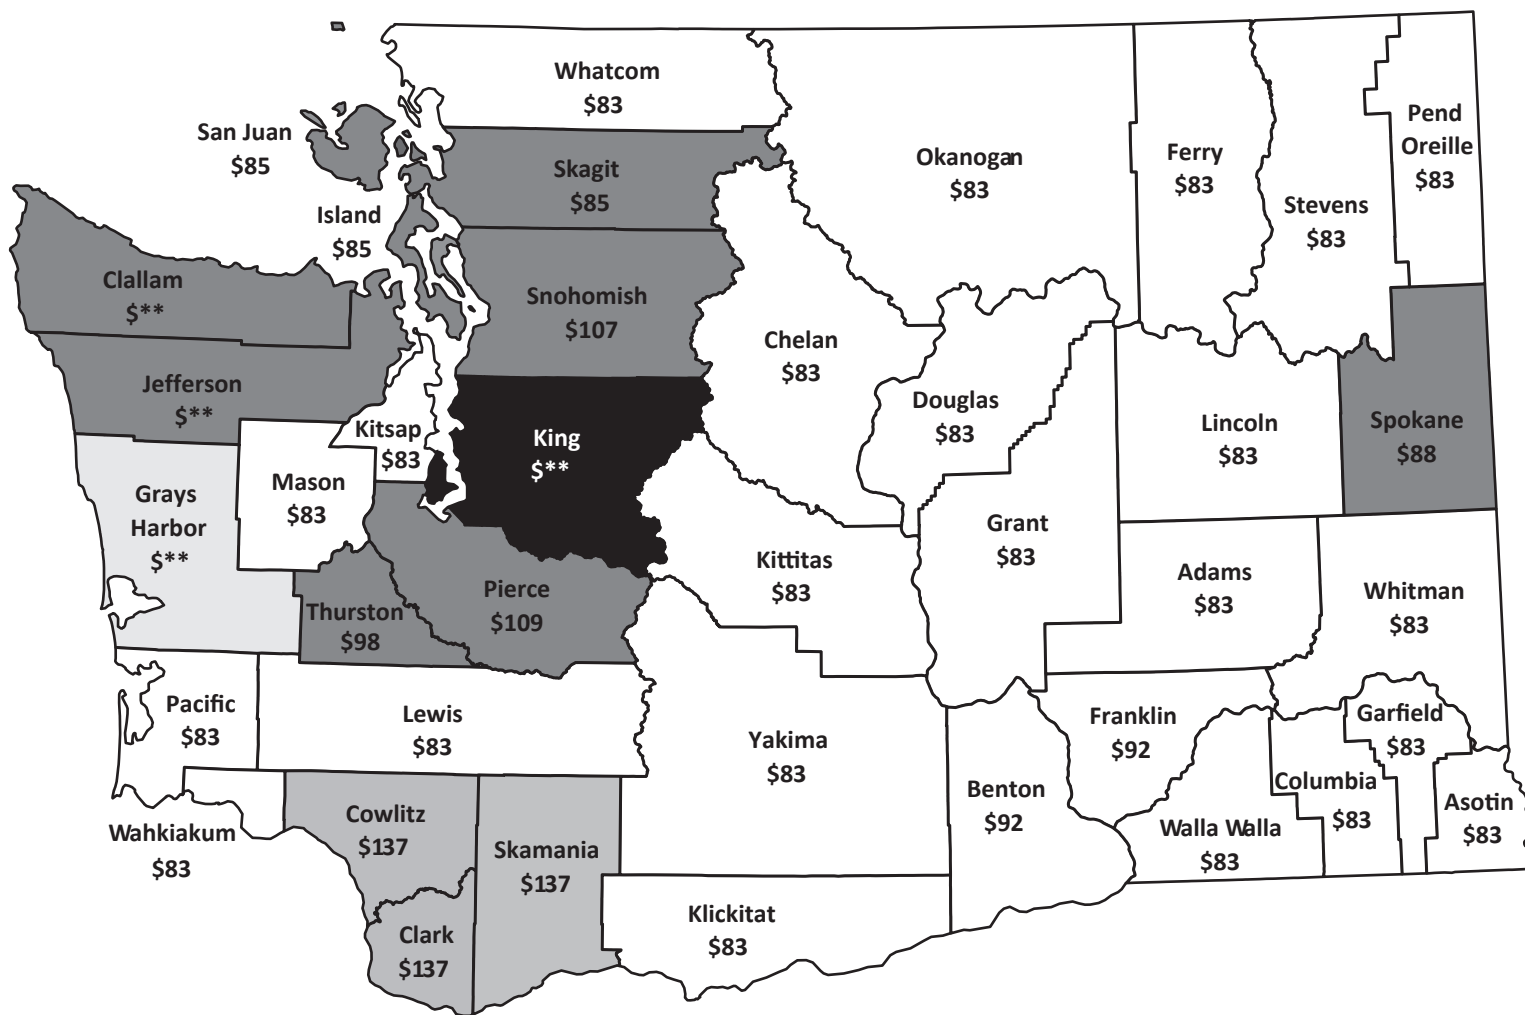 Whatcom
$83
San Juan
$85
Skagit
$85
Island
$85
Okanogan
$83
Ferry
$83
Stevens
$83
Pend
Oreille
$83
Clallam
$**
Snohomish
$107
Chelan
$83
Jefferson
$**
Kitsap
$83
King
$**
Douglas
$83
Lincoln
$83
Spokane
$88
Grays
Harbor
$**
Mason
$83
Grant
$83
Kittitas
$83
Adams
$83
Whitman
$83
Thurston
$98
Pierce
$109
Pacific
$83
Lewis
$83
Yakima
$83
Benton
$92
Franklin
$92
Garfield
$83
Columbia
$83
Asotin
$83
Walla Walla
$83
Wahkiakum
$83
Cowlitz
$137
Skamania
$137
Clark
$137
Klickitat
$83